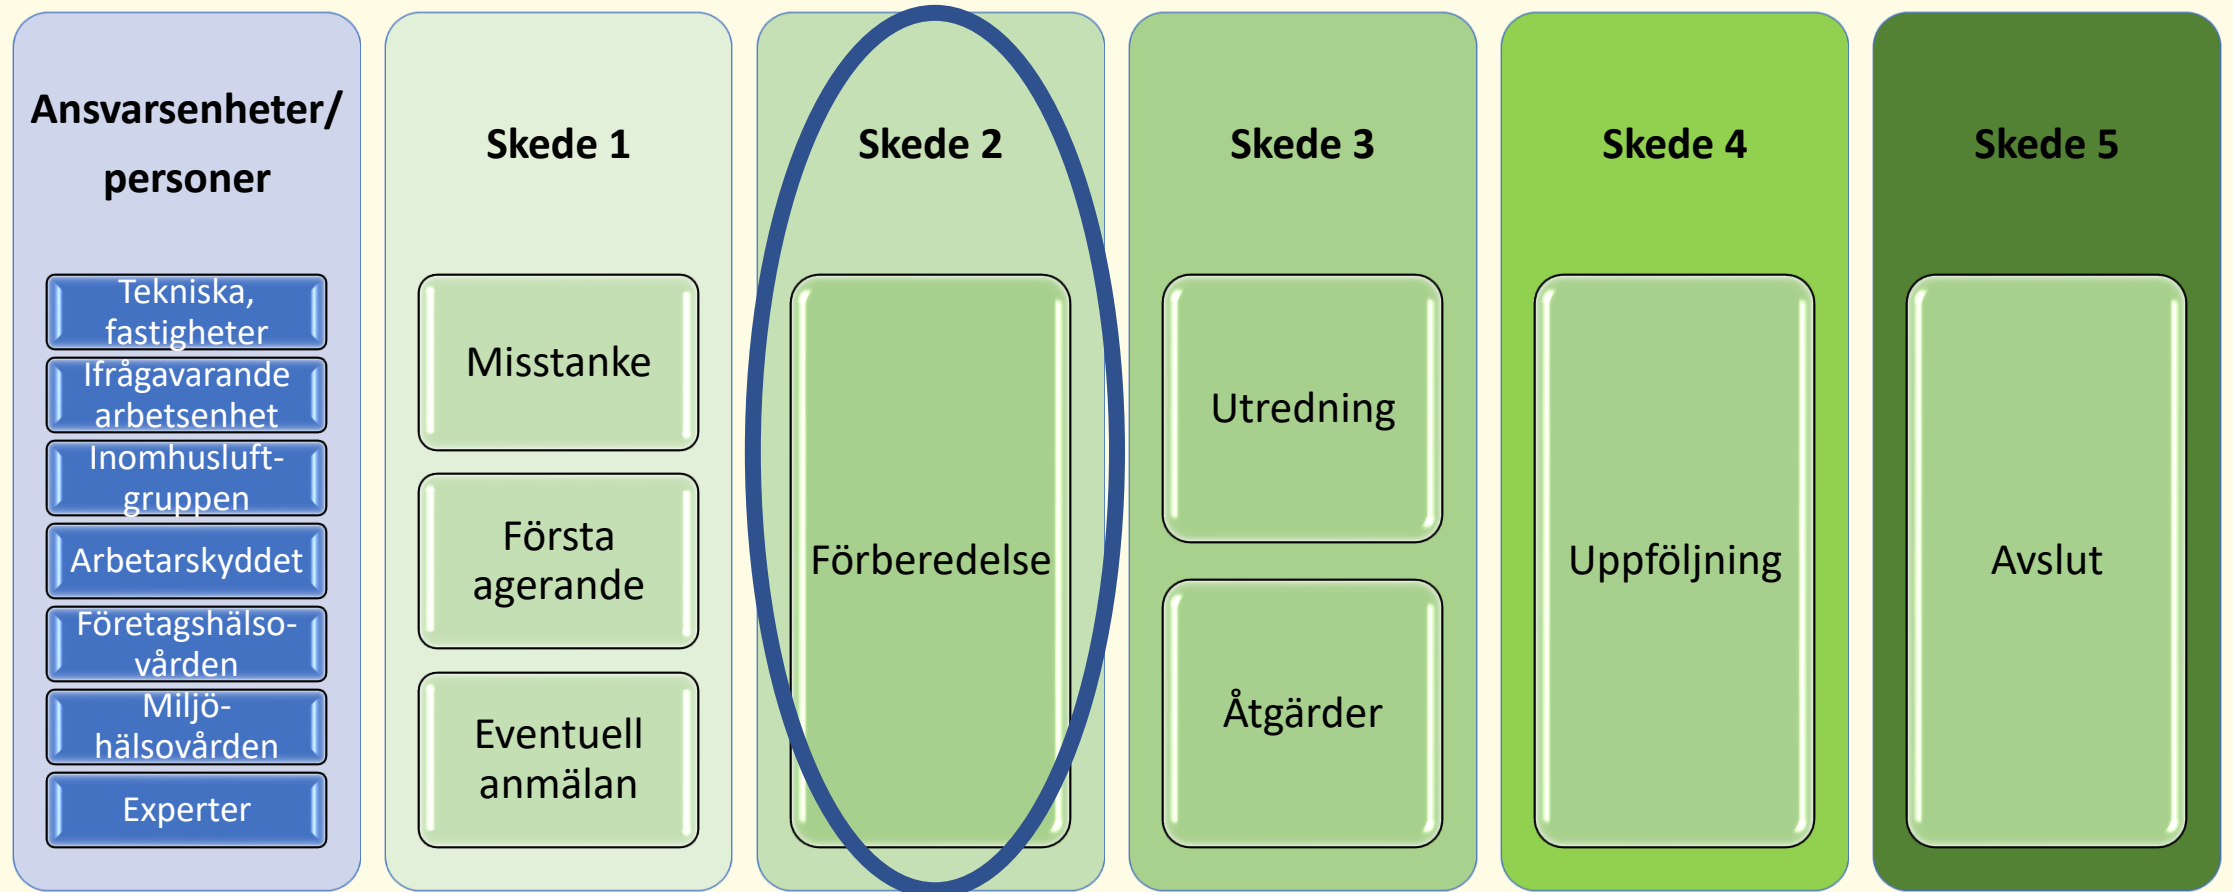 Ansvarsenheter/
personer
Tekniska,
fastigheter
Ifrågavarande
arbetsenhet
Inomhusluft-
gruppen
Arbetarskyddet
Företagshälso-
vården
Miljö-
hälsovården
Experter
Skede 1
Misstanke
Första
agerande
Eventuell
anmälan
Skede 2
Förberedelse
Skede 3
Utredning
Åtgärder
Skede 4
Uppföljning
Skede 5
Avslut